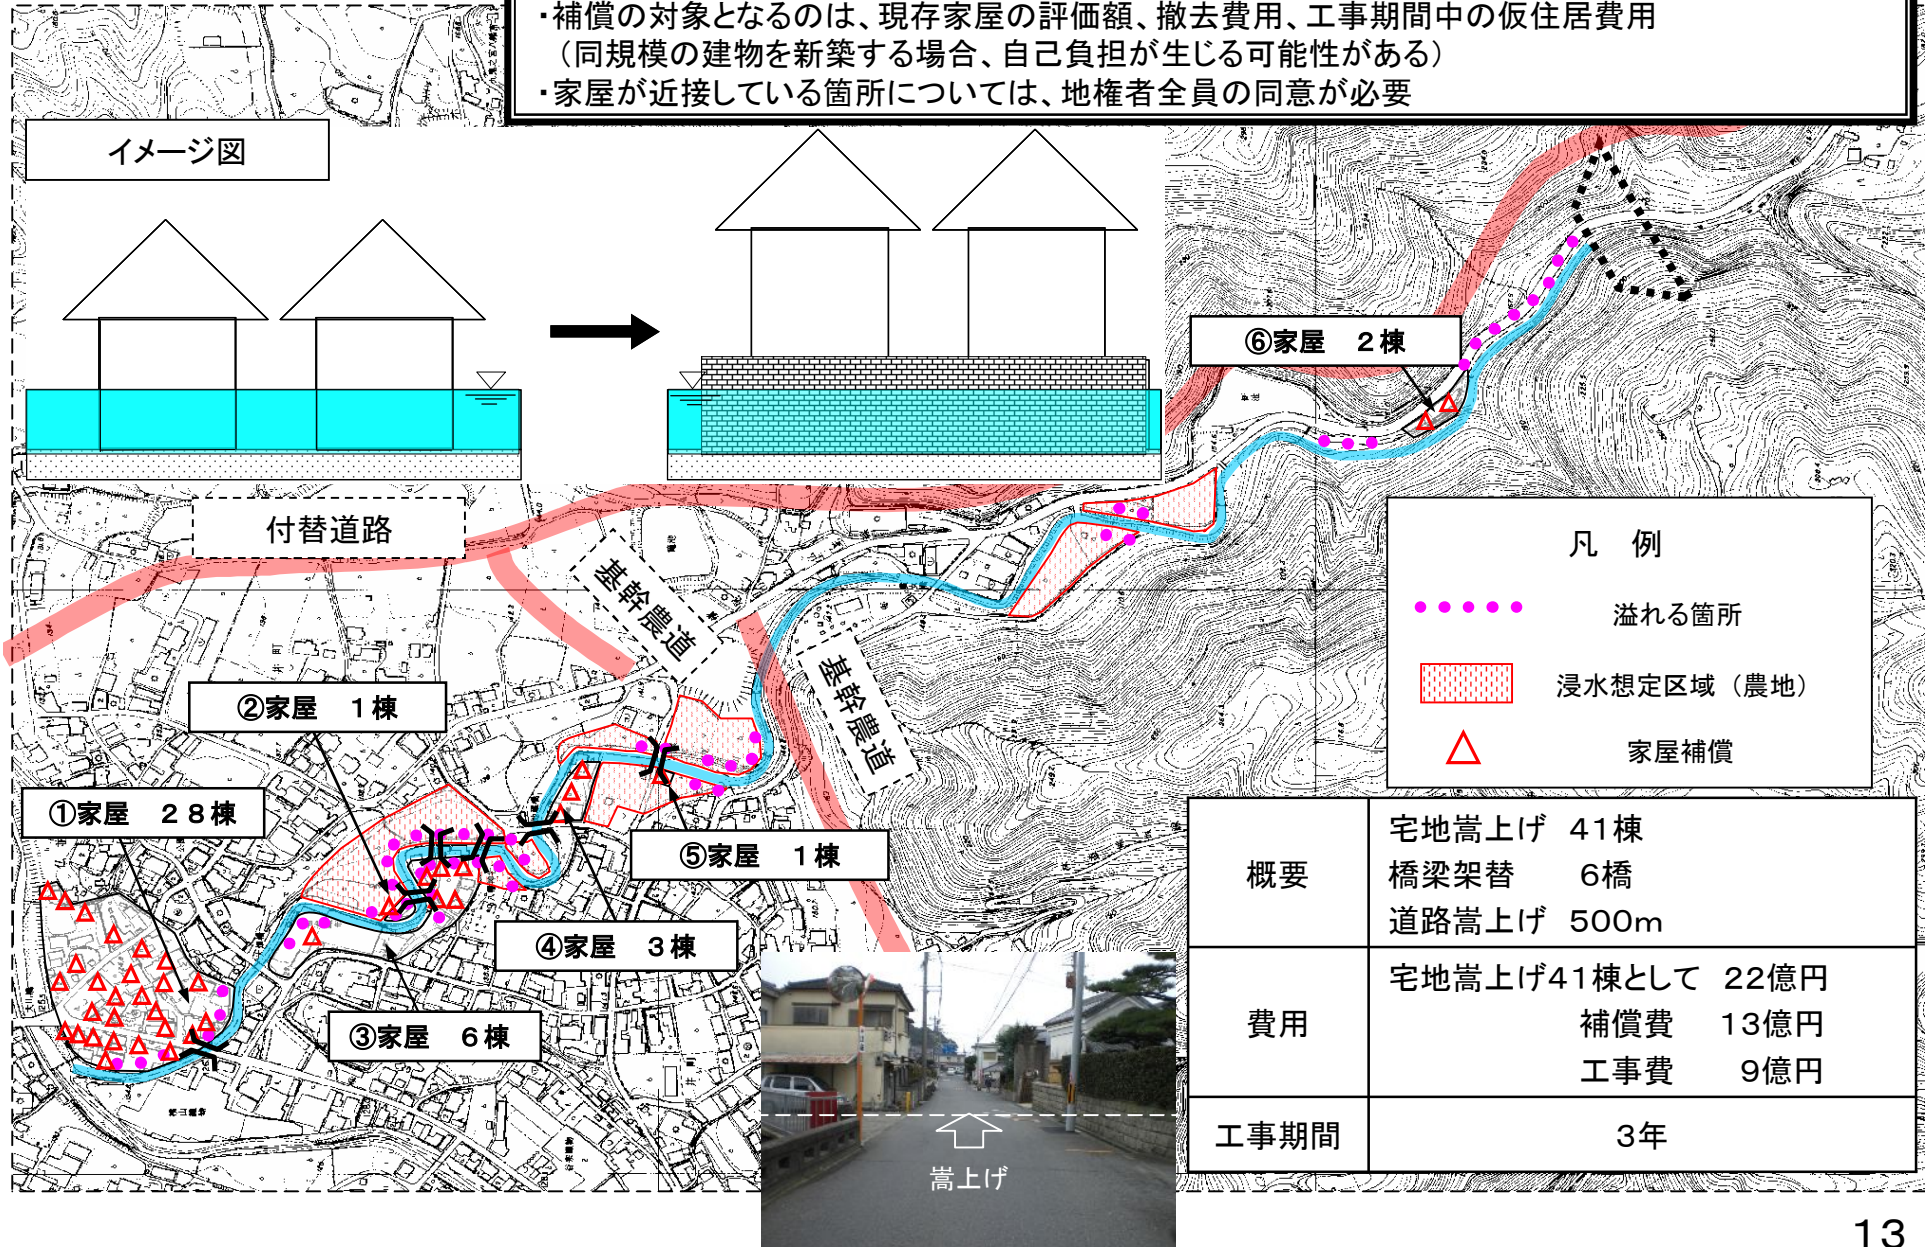 ・補償の対象となるのは、現存家屋の評価額、撤去費用、工事期間中の仮住居費用
（同規模の建物を新築する場合、自己負担が生じる可能性がある）
・家屋が近接している箇所については、地権者全員の同意が必要
イメージ図
⑥家屋　２棟
付替道路
基幹農道
基幹農道
凡　例
溢れる箇所
浸水想定区域（農地）
家屋補償
②家屋　１棟
①家屋　２８棟
⑤家屋　１棟
④家屋　３棟
③家屋　６棟
嵩上げ
概要
宅地嵩上げ　41棟
橋梁架替　6橋
道路嵩上げ　500m
費用
宅地嵩上げ41棟として　22億円
補償費　13億円
工事費　9億円
工事期間
3年
13